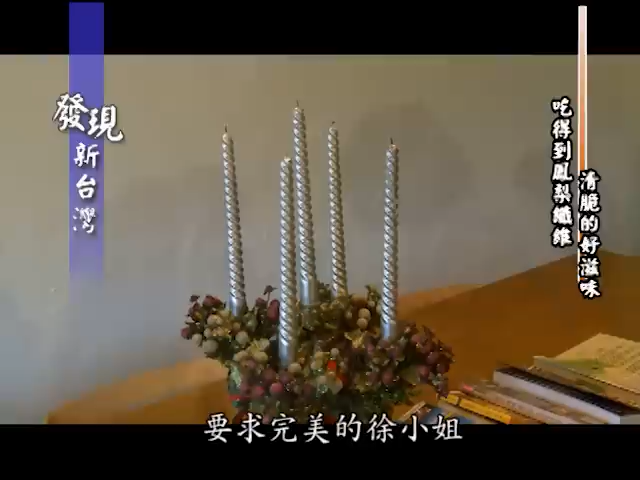 發現
新台灣
吃得到鳳梨纖維
清脆的好滋味
要求完美的徐小姐